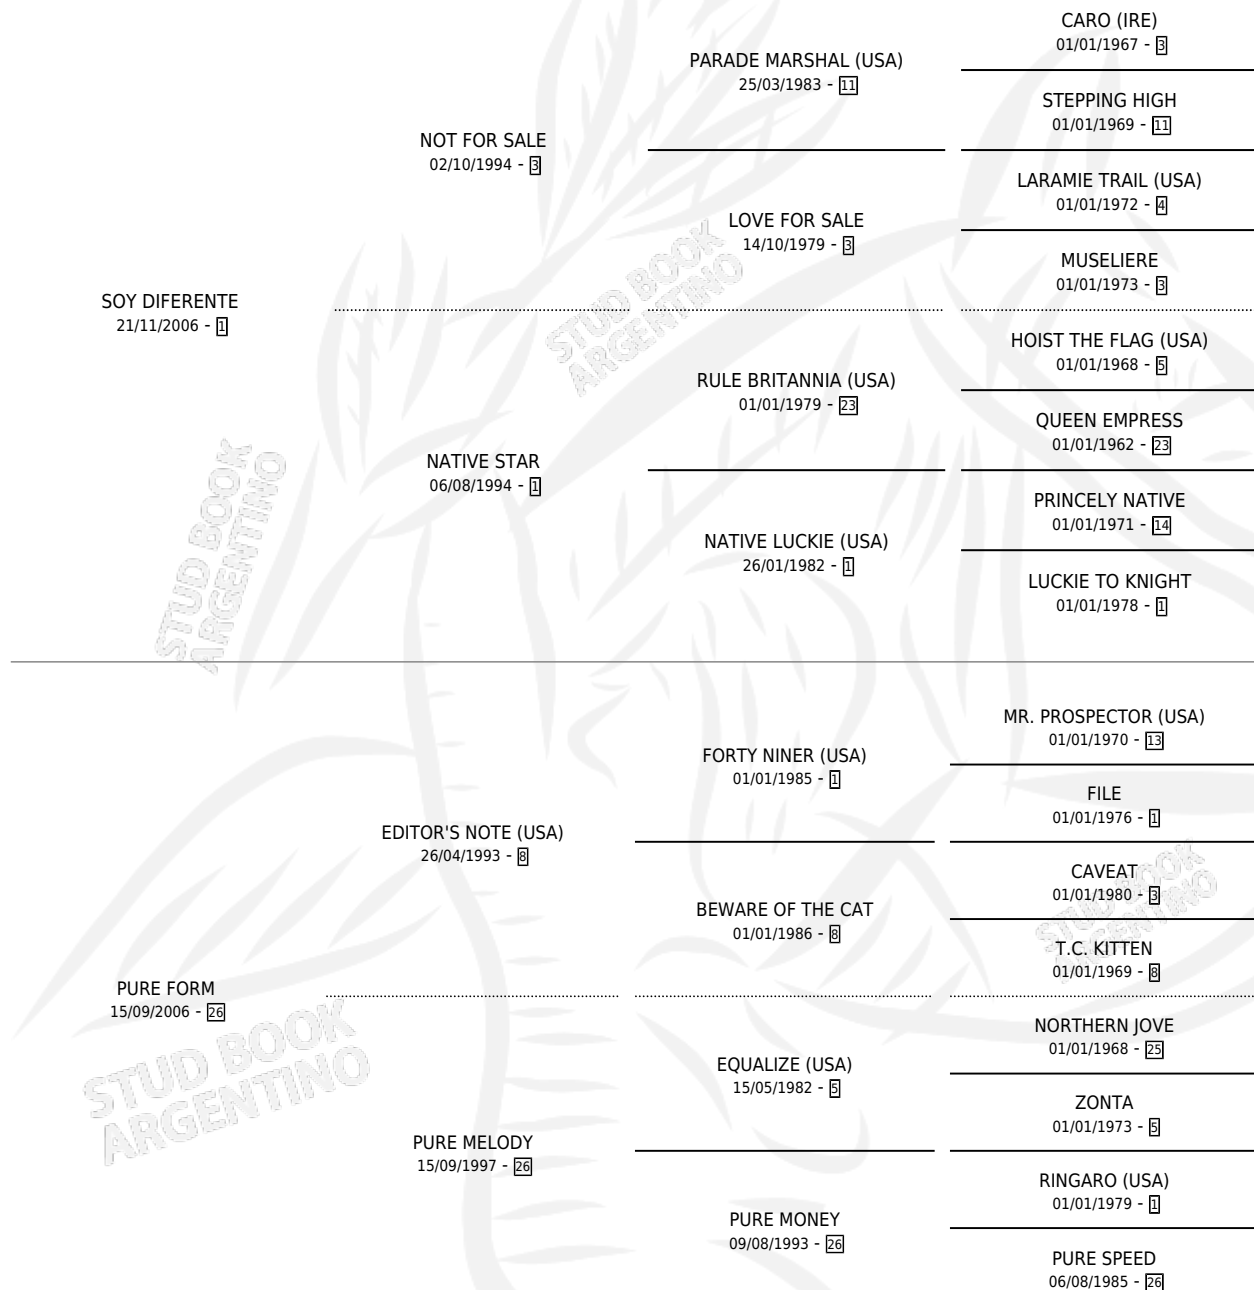 CARO (IRE)
01/01/1967 - 3
PARADE MARSHAL (USA)
25/03/1983 - 11
STEPPING HIGH
01/01/1969 - 11
NOT FOR SALE
02/10/1994 - 3
LARAMIE TRAIL (USA)
01/01/1972 - 4
LOVE FOR SALE
14/10/1979 - 3
MUSELIERE
01/01/1973 - 3
SOY DIFERENTE
21/11/2006 - 1
HOIST THE FLAG (USA)
01/01/1968 - 5
RULE BRITANNIA (USA)
01/01/1979 - 23
QUEEN EMPRESS
01/01/1962 - 23
NATIVE STAR
06/08/1994 - 1
PRINCELY NATIVE
01/01/1971 - 14
NATIVE LUCKIE (USA)
26/01/1982 - 1
LUCKIE TO KNIGHT
01/01/1978 - 1
MR. PROSPECTOR (USA)
01/01/1970 - 13
FORTY NINER (USA)
01/01/1985 - 1
FILE
01/01/1976 - 1
EDITOR'S NOTE (USA)
26/04/1993 - 8
CAVEAT
01/01/1980 - 3
BEWARE OF THE CAT
01/01/1986 - 8
T.C. KITTEN
01/01/1969 - 8
PURE FORM
15/09/2006 - 26
NORTHERN JOVE
01/01/1968 - 25
EQUALIZE (USA)
15/05/1982 - 5
ZONTA
01/01/1973 - 5
PURE MELODY
15/09/1997 - 26
RINGARO (USA)
01/01/1979 - 1
PURE MONEY
09/08/1993 - 26
PURE SPEED
06/08/1985 - 26
STUD BOOK
ARGENTINO
STUD BOOK
ARGENTINO
STUD BOOK
ARGENTINO
STUD BOOK
ARGENTINO